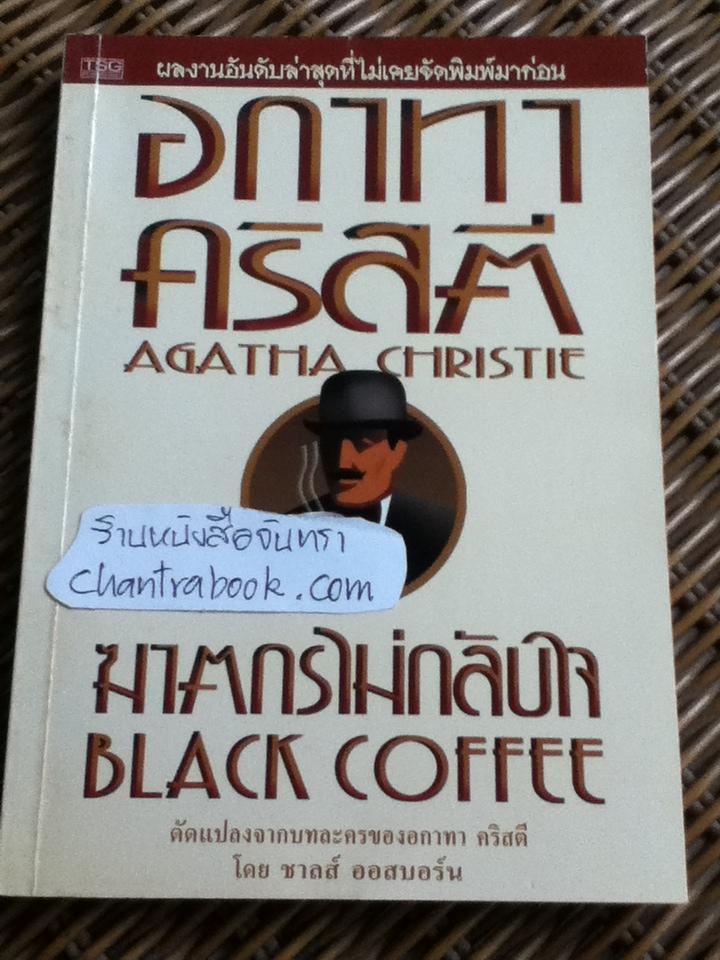 TSG
ผลงานอันดับล่าสุดที่ไม่เคยจัดพิมพ์มาก่อน
อกาทา
คริสตี
AGATHA CHRISTIE
ร้านหนังสือจันทรา
chantrabook.com
ฆาตกรไม่กลับใจ
BLACK COFFEE
ดัดแปลงจากบทละครของอกาทา คริสตี
โดย ชาลส์ ออสบอร์น